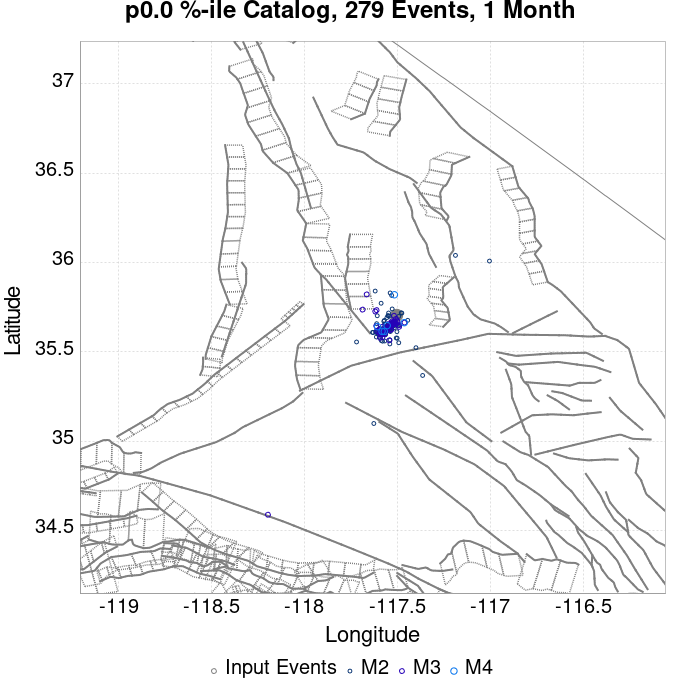 p0.0 %-ile Catalog, 279 Events, 1 Month
37
36.5
36
35.5
35
34.5
Latitude
-119 -118.5 -118 -117.5 -117 -116.5
Longitude
Input Events M2 M3 M4